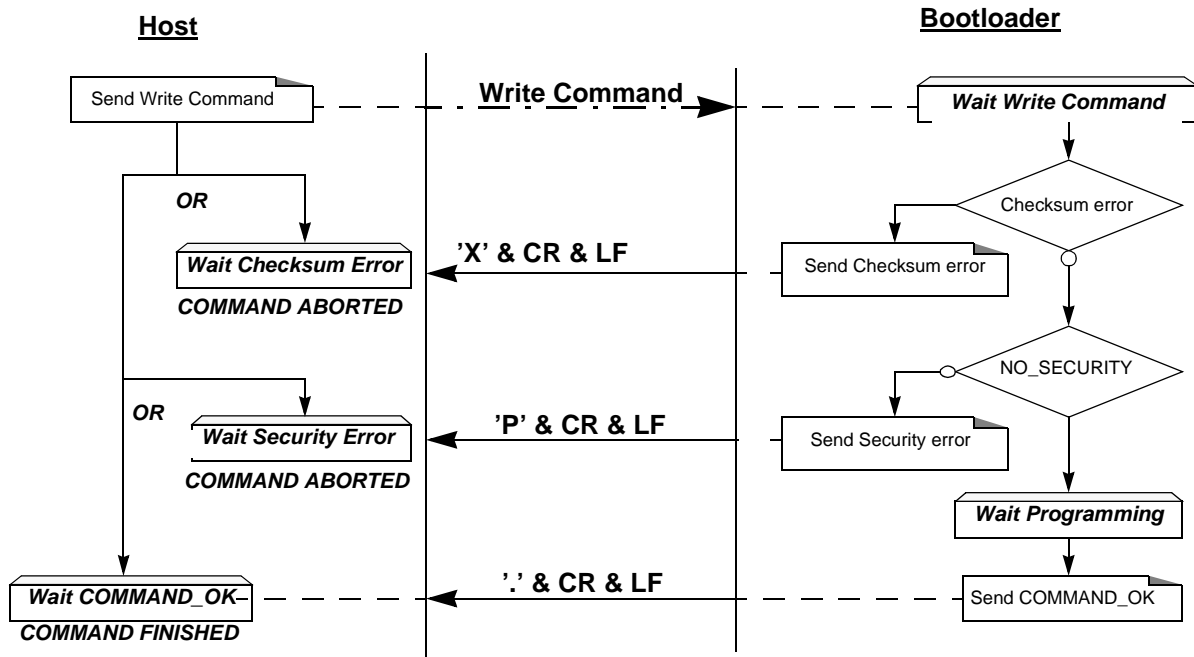 Host
Bootloader
Send Write Command
Write Command
Wait Write Command
OR
Checksum error
Wait Checksum Error
’X’ & CR & LF
Send Checksum error
COMMAND ABORTED
NO_SECURITY
OR
Wait Security Error
’P’ & CR & LF
Send Security error
COMMAND ABORTED
Wait Programming
Wait COMMAND_OK
’.’ & CR & LF
Send COMMAND_OK
COMMAND FINISHED